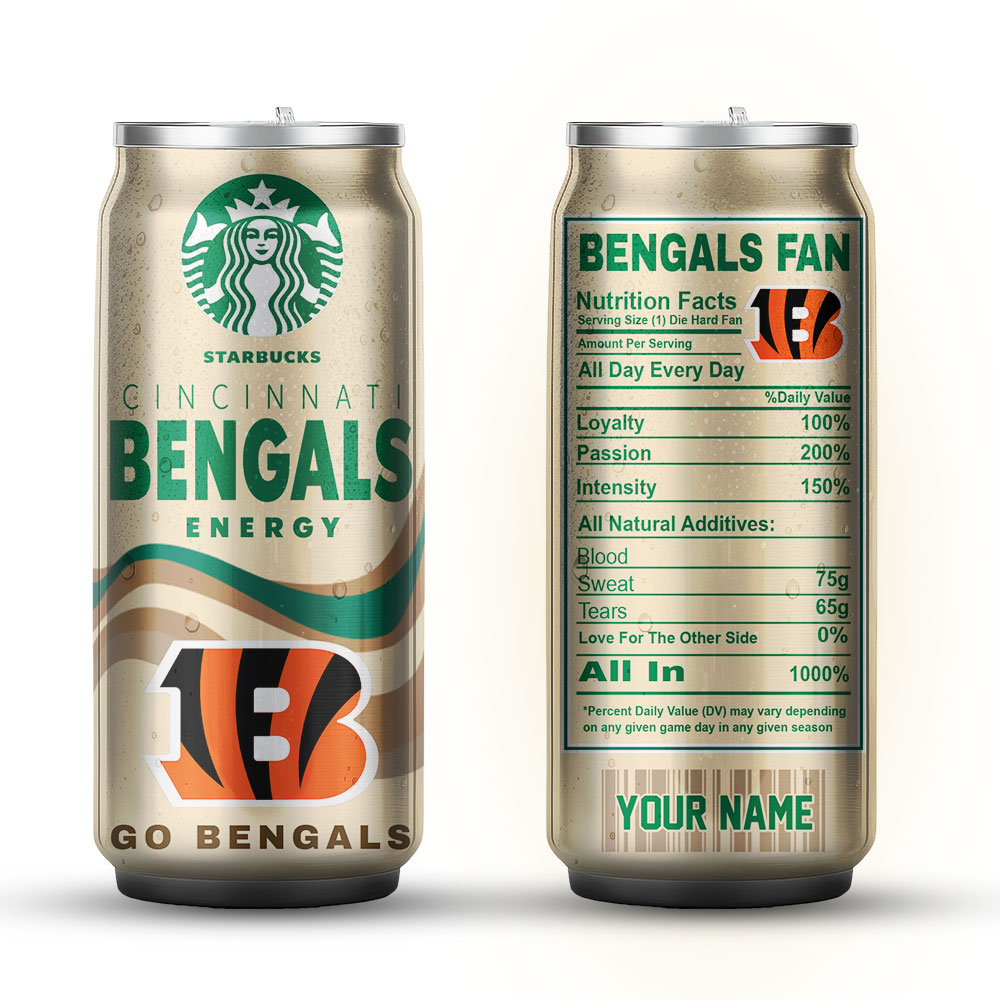 STARBUCKS
CINCINNATI
BENGALS
ENERGY
B
GO BENGALS
BENGALS FAN
Nutrition Facts
Serving Size (1) Die Hard Fan
B
Amount Per Serving
All Day Every Day
%Daily Value
Loyalty 100%
Passion 200%
Intensity 150%
All Natural Additives:
Blood
Sweat 75g
Tears 65g
Love For The Other Side 0%
All In 1000%
*Percent Daily Value (DV) may vary depending
on any given game day in any given season
YOUR NAME